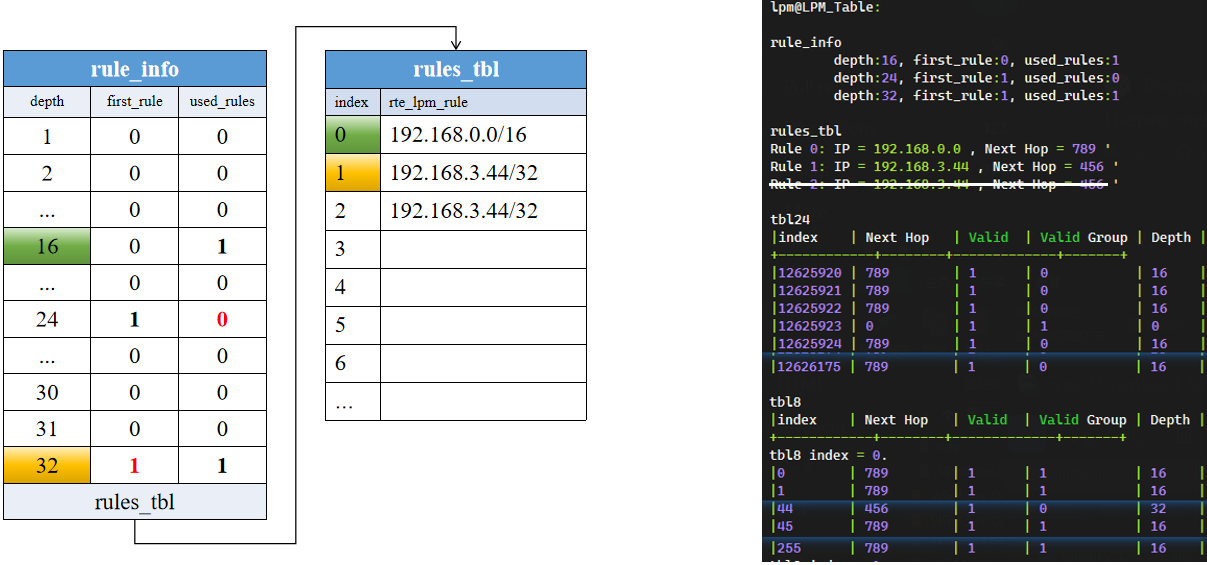 rule_info
depth first_rule used_rules
1 0 0
2 0 0
... 0 0
16 0 1
... 0 0
24 1 0
... 0 0
30 0 0
31 0 0
32 1 1
rules_tbl
rules_tbl
index rte_lpm_rule
0 192.168.0.0/16
1 192.168.3.44/32
2 192.168.3.44/32
3
4
5
6
...
lpm@LPM_Table:
rule_info
depth:16, first_rule:0, used_rules:1
depth:24, first_rule:1, used_rules:0
depth:32, first_rule:1, used_rules:1
rules_tbl
Rule 0: IP = 192.168.0.0 , Next Hop = 789 '
Rule 1: IP = 192.168.3.44 , Next Hop = 456 '
Rule 2: IP = 192.168.3.44 , Next Hop = 456 '
tbl24
|index | Next Hop | Valid | Valid Group | Depth |
+------------+--------+-------------+-------+
|12625920 | 789 | 1 | 0 | 16 |
|12625921 | 789 | 1 | 0 | 16 |
|12625922 | 789 | 1 | 0 | 16 |
|12625923 | 0 | 1 | 1 | 0 |
|12625924 | 789 | 1 | 0 | 16 |
|12626175 | 789 | 1 | 0 | 16 |
tbl8
|index | Next Hop | Valid | Valid Group | Depth |
+------------+--------+-------------+-------+
tbl8 index = 0.
|0 | 789 | 1 | 1 | 16 |
|1 | 789 | 1 | 1 | 16 |
|44 | 456 | 1 | 0 | 32 |
|45 | 789 | 1 | 1 | 16 |
|255 | 789 | 1 | 1 | 16 |